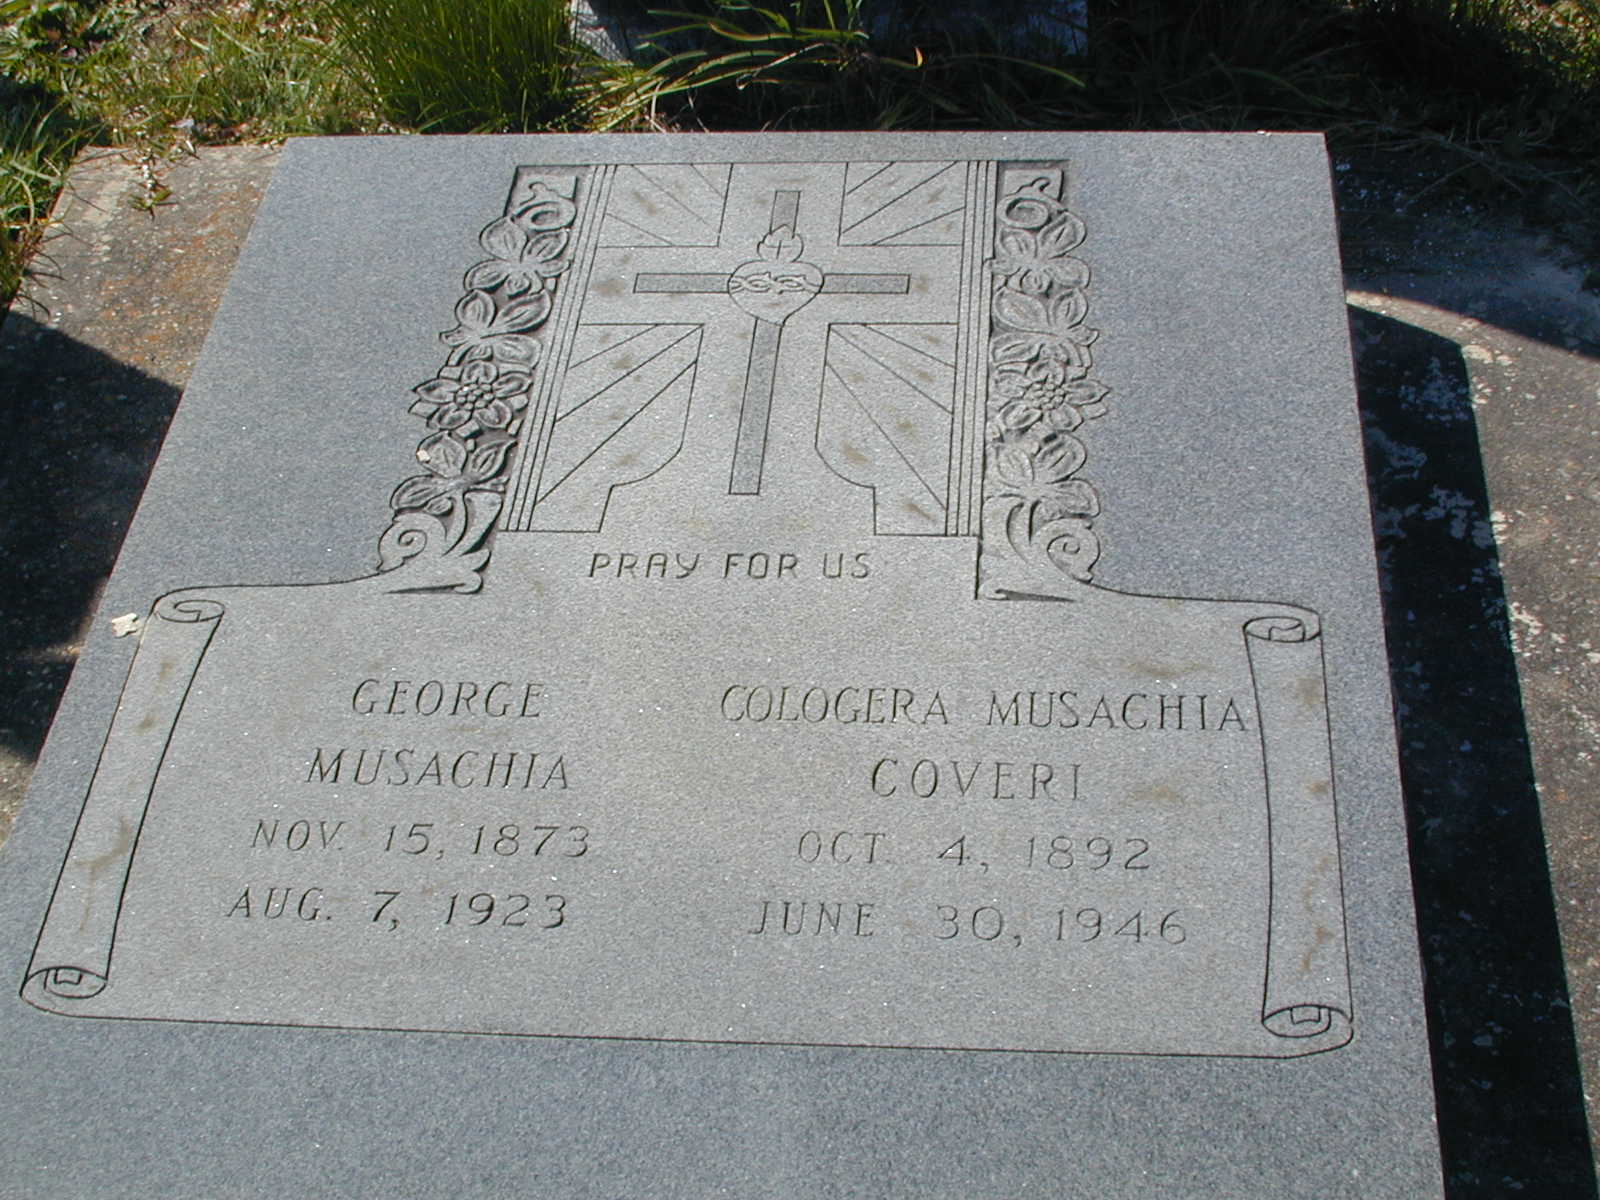 PRAY FOR US
GEORGE
MUSACHIA
NOV. 15, 1873
AUG. 7, 1923
COLOGERA MUSACHIA
COVERI
OCT. 4, 1892
JUNE 30, 1946